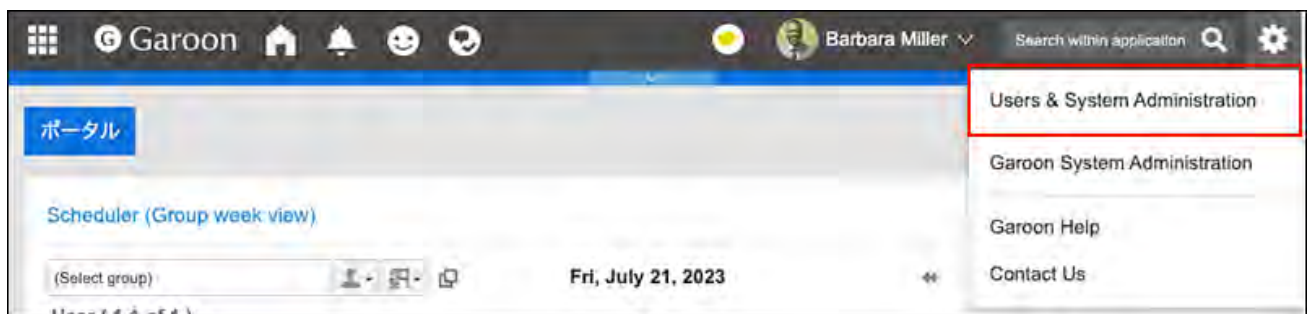 Garoon
Barbara Miller
Search within application
Users & System Administration
ポータル
Garoon System Administration
Scheduler (Group week view)
Garoon Help
(Select group)
Fri, July 21, 2023
Contact Us